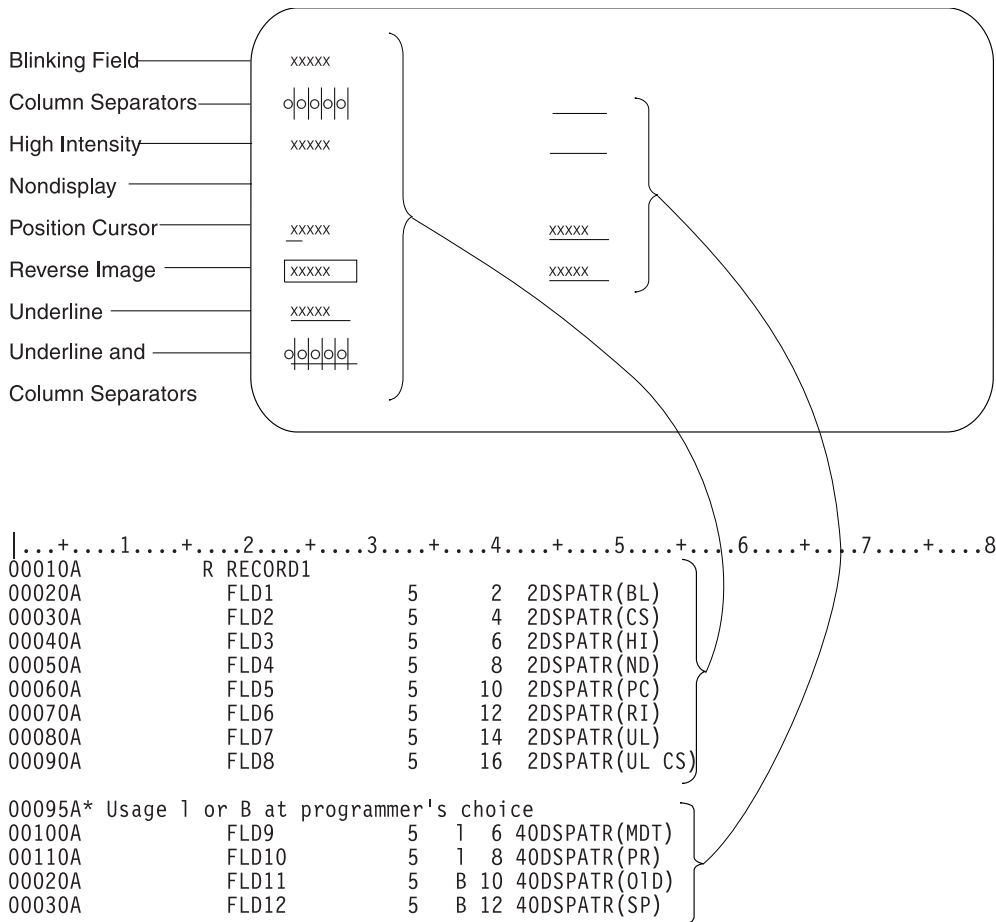 Blinking Field xxxxx
Column Separators ooooo
High Intensity xxxxx
Nondisplay
Position Cursor xxxxx xxxxx
Reverse Image xxxxx xxxxx
Underline xxxxx
Underline and ooooo
Column Separators
|...+....1....+....2....+....3....+....4....+....5....+....6....+....7....+....8
00010A R RECORD1
00020A FLD1 5 2 2DSPATR(BL)
00030A FLD2 5 4 2DSPATR(CS)
00040A FLD3 5 6 2DSPATR(HI)
00050A FLD4 5 8 2DSPATR(ND)
00060A FLD5 5 10 2DSPATR(PC)
00070A FLD6 5 12 2DSPATR(RI)
00080A FLD7 5 14 2DSPATR(UL)
00090A FLD8 5 16 2DSPATR(UL CS)
00095A* Usage l or B at programmer's choice
00100A FLD9 5 l 6 40DSPATR(MDT)
00110A FLD10 5 l 8 40DSPATR(PR)
00020A FLD11 5 B 10 40DSPATR(OlD)
00030A FLD12 5 B 12 40DSPATR(SP)